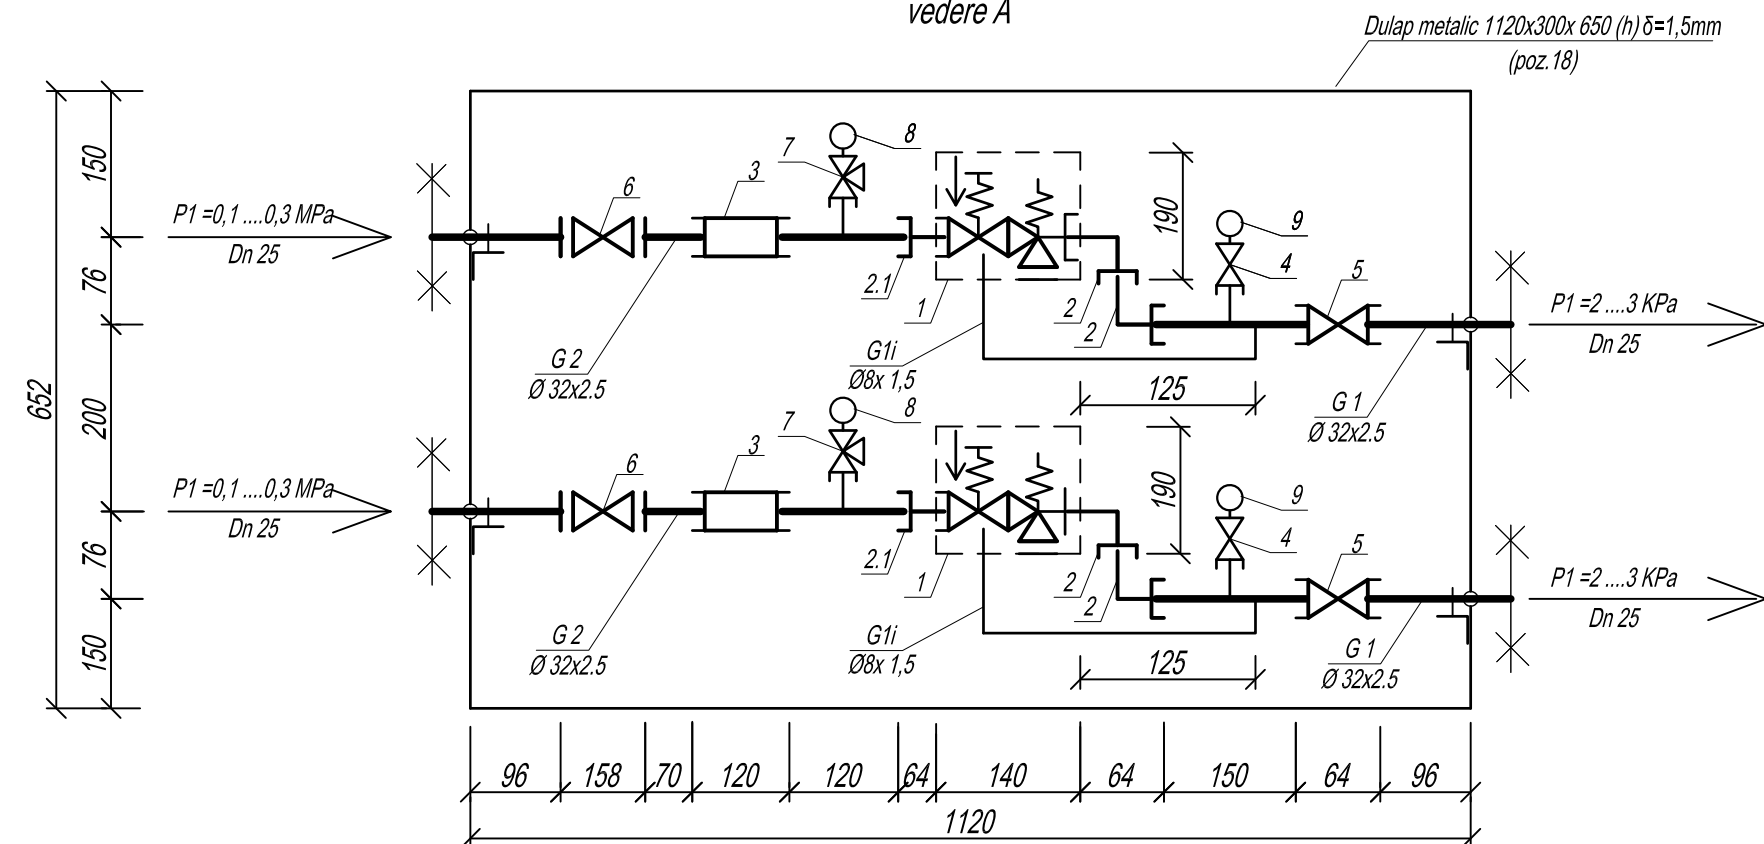 vedere A
Dulap metalic 1120x300x 650 (h) δ=1,5mm
(poz.18)
150
76
200
76
150
652
P1 =0,1 ....0,3 MPa
Dn 25
6
3
7
8
2.1
1
190
9
4
5
2
2
P1 =2 ....3 KPa
Dn 25
G 2
Ø 32x2.5
G1i
Ø8x 1,5
125
G 1
Ø 32x2.5
P1 =0,1 ....0,3 MPa
Dn 25
6
3
7
8
2.1
1
190
9
4
5
2
2
P1 =2 ....3 KPa
Dn 25
G 2
Ø 32x2.5
G1i
Ø8x 1,5
125
G 1
Ø 32x2.5
96 158 70 120 120 64 140 64 150 64 96
1120